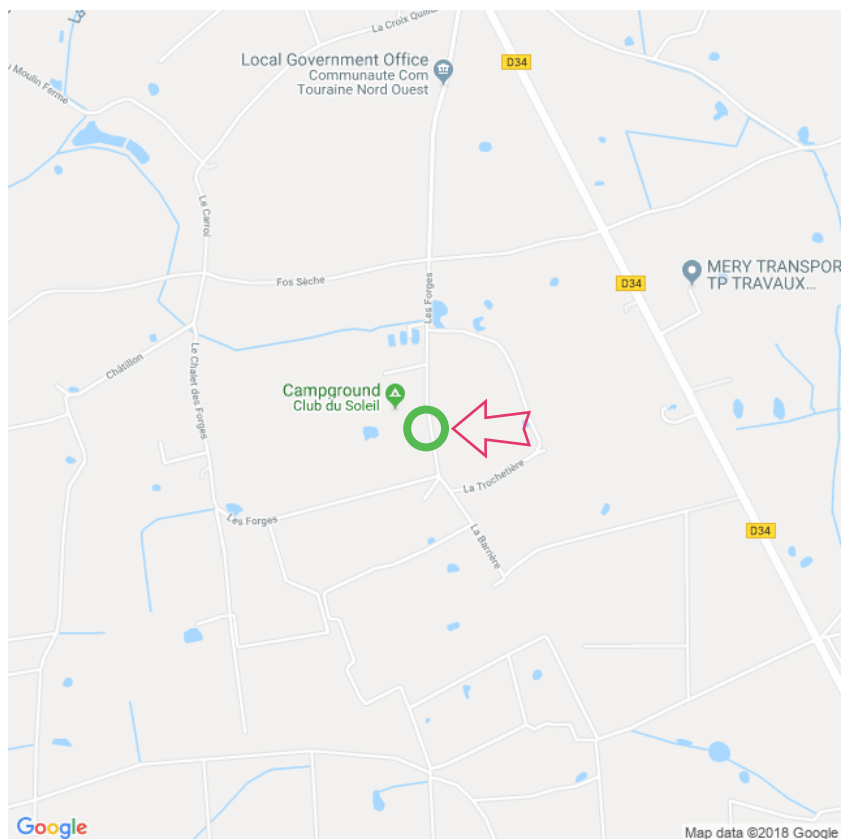 La Croix Quilla
Local Government Office
Communaute Com
Touraine Nord Ouest
D34
u Moulin Ferme
Le Carroi
Fos Sèche
Les Forges
D34
MERY TRANSPOR
TP TRAVAUX...
Châtillon
Le Chalet des Forges
Campground
Club du Soleil
La Trochetière
Les Forges
La Barrière
D34
Google
Map data ©2018 Google